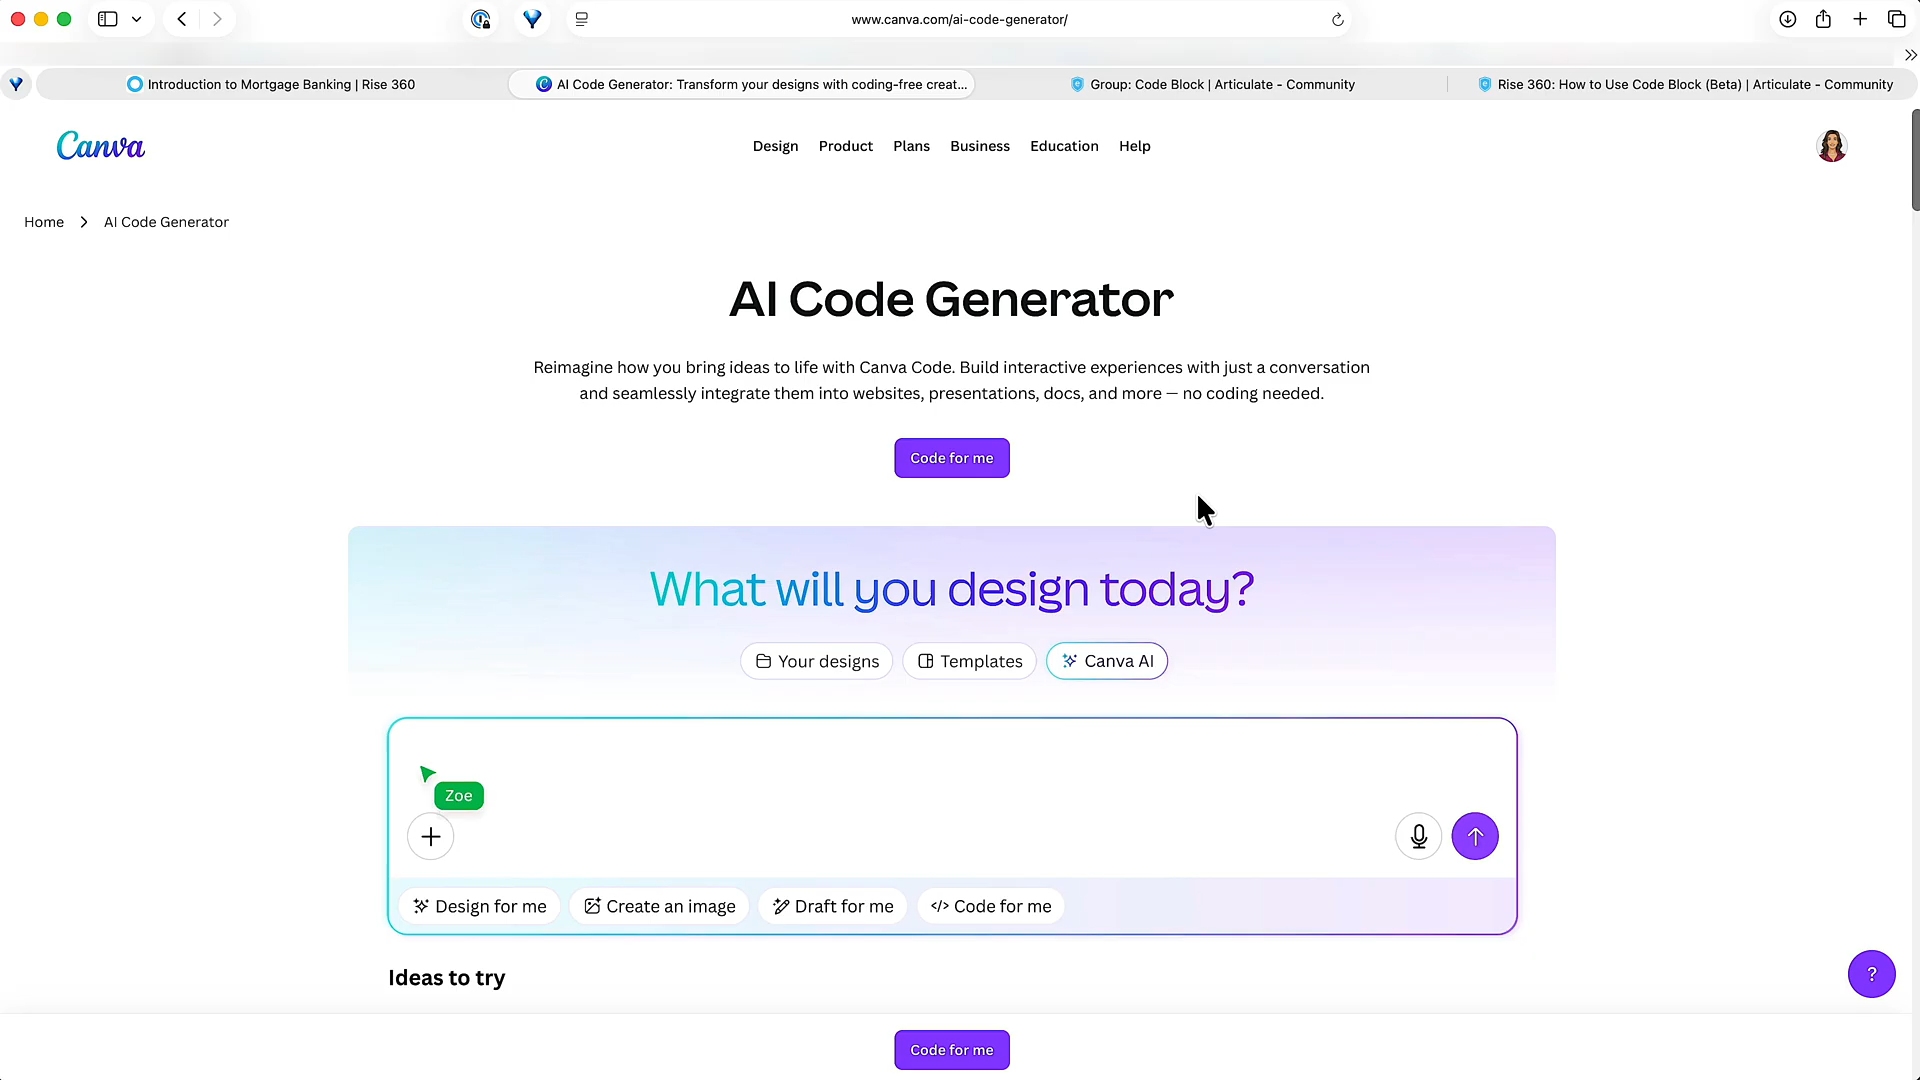 www.canva.com/ai-code-generator/
Introduction to Mortgage Banking | Rise 360
AI Code Generator: Transform your designs with coding-free creat...
Group: Code Block | Articulate - Community
Rise 360: How to Use Code Block (Beta) | Articulate - Community
Canva
Design
Product
Plans
Business
Education
Help
Home > AI Code Generator
AI Code Generator
Reimagine how you bring ideas to life with Canva Code. Build interactive experiences with just a conversation
and seamlessly integrate them into websites, presentations, docs, and more — no coding needed.
Code for me
What will you design today?
Your designs
Templates
Canva AI
Zoe
Design for me
Create an image
Draft for me
</> Code for me
Ideas to try
?
Code for me